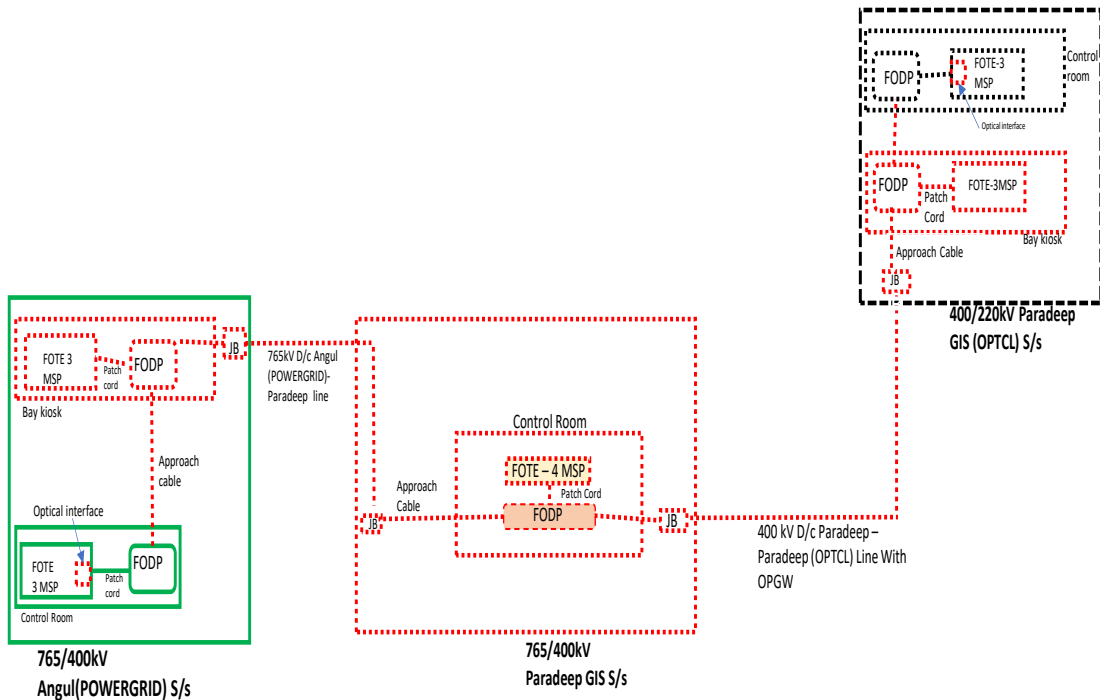 FODP
FOTE-3
MSP
Control
room
Optical interface
FODP
FOTE-3MSP
Patch
Cord
Bay kiosk
Approach Cable
JB
400/220kV Paradeep
GIS (OPTCL) S/s
FOTE 3
MSP
Patch
cord
FODP
JB
Bay kiosk
765kV D/c Angul
(POWERGRID)-
Paradeep line
Approach
cable
Optical interface
FOTE
3 MSP
Patch
cord
FODP
Control Room
765/400kV
Angul(POWERGRID) S/s
Control Room
FOTE – 4 MSP
Patch Cord
FODP
Approach
Cable
JB
JB
765/400kV
Paradeep GIS S/s
400 kV D/c Paradeep –
Paradeep (OPTCL) Line With
OPGW